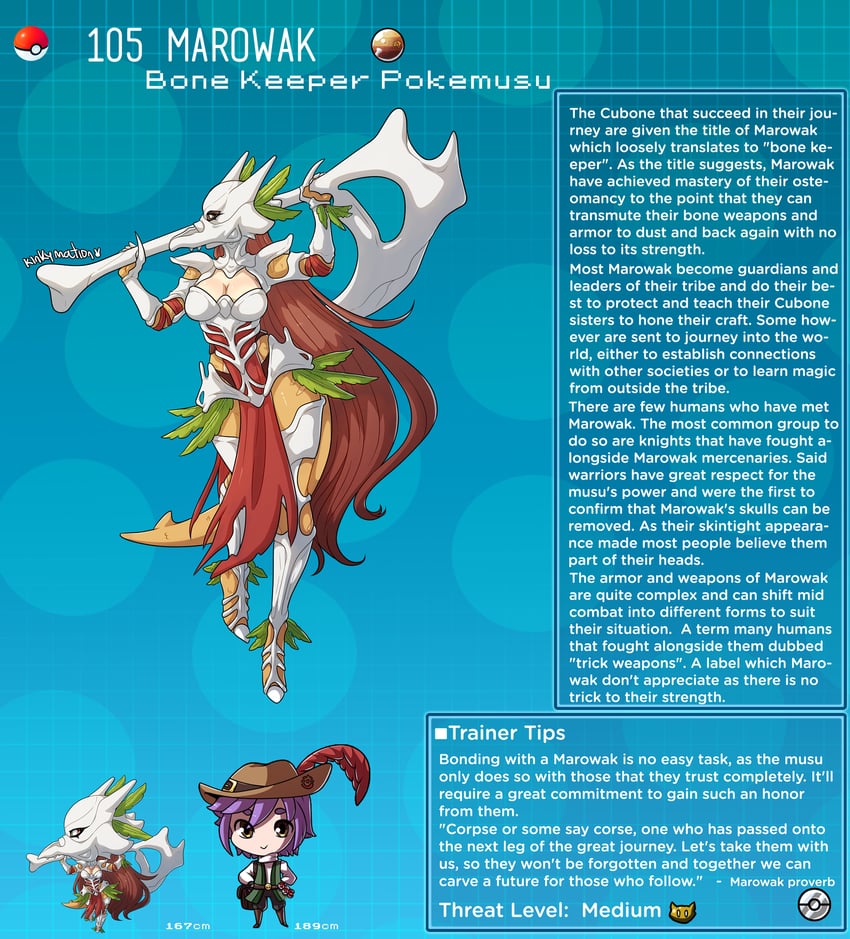 105 MAROWAK
Bone Keeper Pokemusu
The Cubone that succeed in their jou-
rney are given the title of Marowak
which loosely translates to "bone ke-
eper". As the title suggests, Marowak
have achieved mastery of their oste-
omancy to the point that they can
transmute their bone weapons and
armor to dust and back again with no
loss to its strength.
Most Marowak become guardians and
leaders of their tribe and do their be-
st to protect and teach their Cubone
sisters to hone their craft. Some how-
ever are sent to journey into the wo-
rld, either to establish connections
with other societies or to learn magic
from outside the tribe.
There are few humans who have met
Marowak. The most common group to
do so are knights that have fought a-
longside Marowak mercenaries. Said
warriors have great respect for the
musu's power and were the first to
confirm that Marowak's skulls can be
removed. As their skintight appeara-
nce made most people believe them
part of their heads.
The armor and weapons of Marowak
are quite complex and can shift mid
combat into different forms to suit
their situation.  A term many humans
that fought alongside them dubbed
"trick weapons". A label which Maro-
wak don't appreciate as there is no
trick to their strength.
Kinkymation
■Trainer Tips
Bonding with a Marowak is no easy task, as the musu
only does so with those that they trust completely. It'll
require a great commitment to gain such an honor
from them.
"Corpse or some say corse, one who has passed onto
the next leg of the great journey. Let's take them with
us, so they won't be forgotten and together we can
carve a future for those who follow."  -  Marowak proverb
Threat Level:  Medium
167cm
189cm